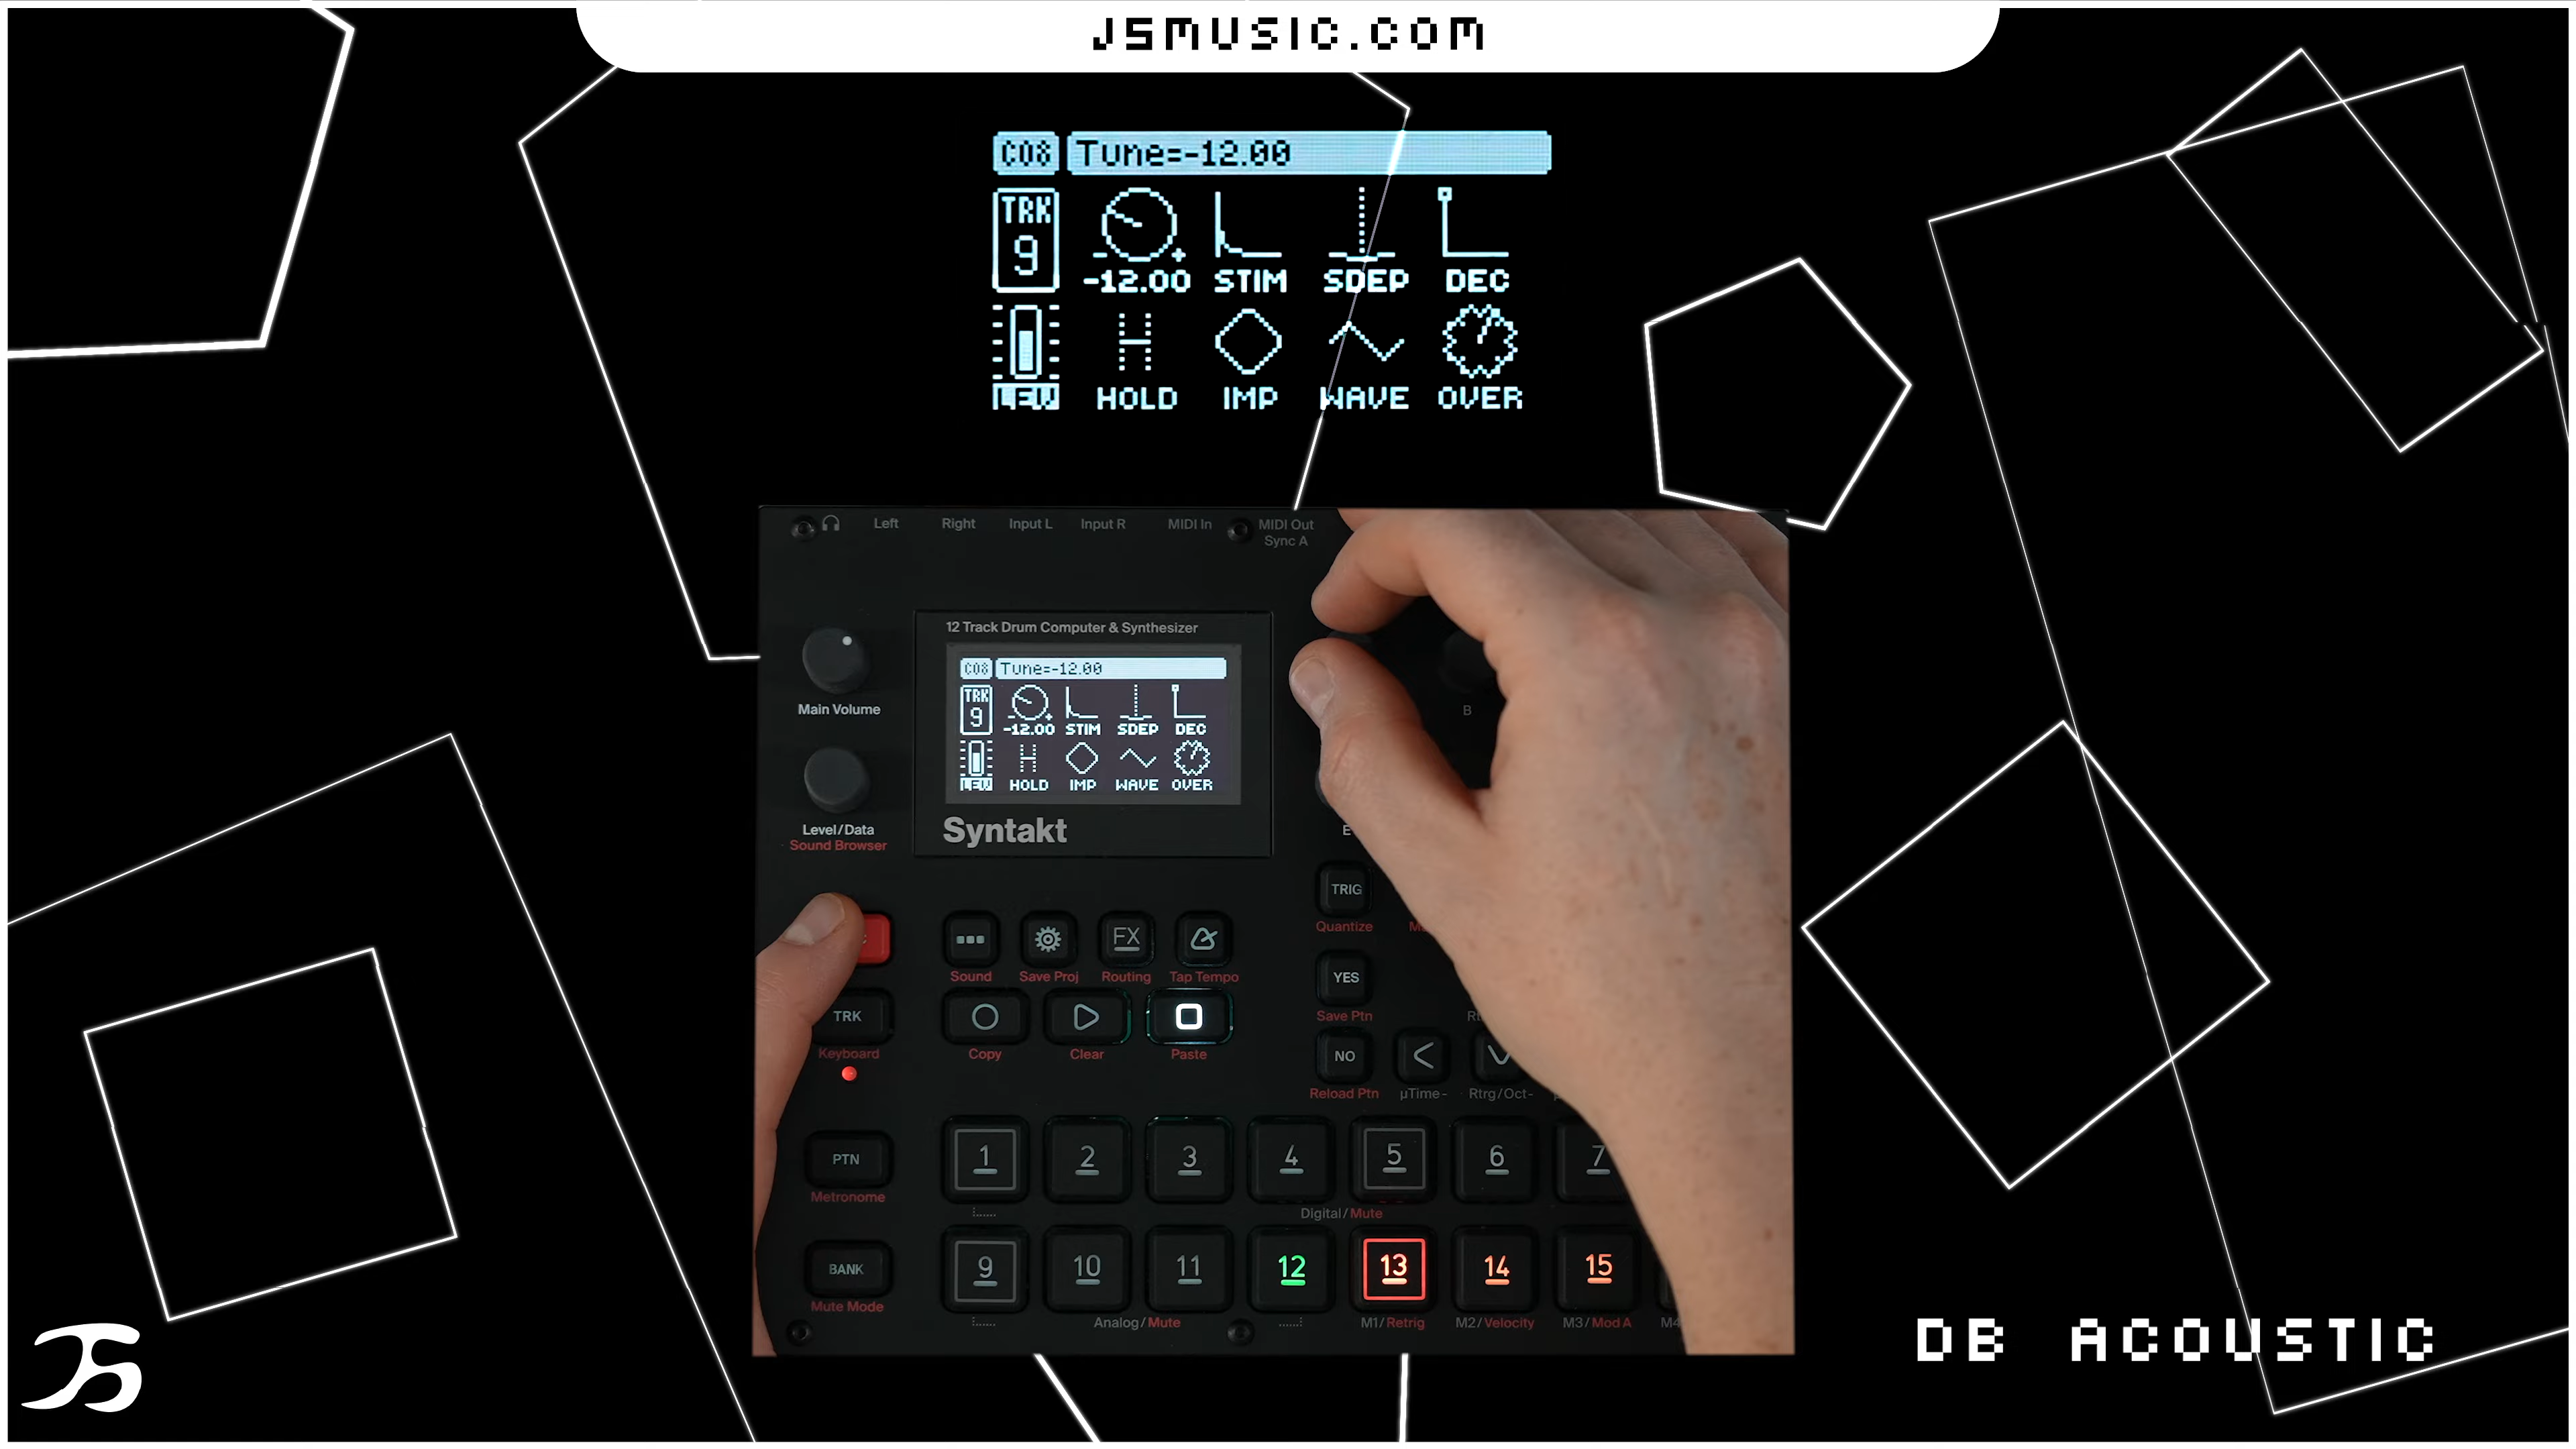 JSMUSIC.COM
C08 Tune=-12.00
TRK 9 -12.00 STIM SDEP DEC
LEV HOLD IMP WAVE OVER
Left Right Input L Input R MIDI In MIDI Out
Sync A
12 Track Drum Computer & Synthesizer
C08 Tune=-12.00
TRK 9 -12.00 STIM SDEP DEC
LEV HOLD IMP WAVE OVER
Syntakt
Main Volume
Level/Data
Sound Browser
B
E
TRIG
Quantize
Sound Save Proj FX Routing Tap Tempo
YES
Save Ptn
TRK
Keyboard
Copy Clear Paste
NO
Reload Ptn µTime- Rtrg/Oct-
PTN
Metronome
1 2 3 4 5 6 7
Digital/Mute
BANK
Mute Mode
9 10 11 12 13 14 15
Analog/Mute M1/Retrig M2/Velocity M3/Mod A M4
JS
DB ACOUSTIC